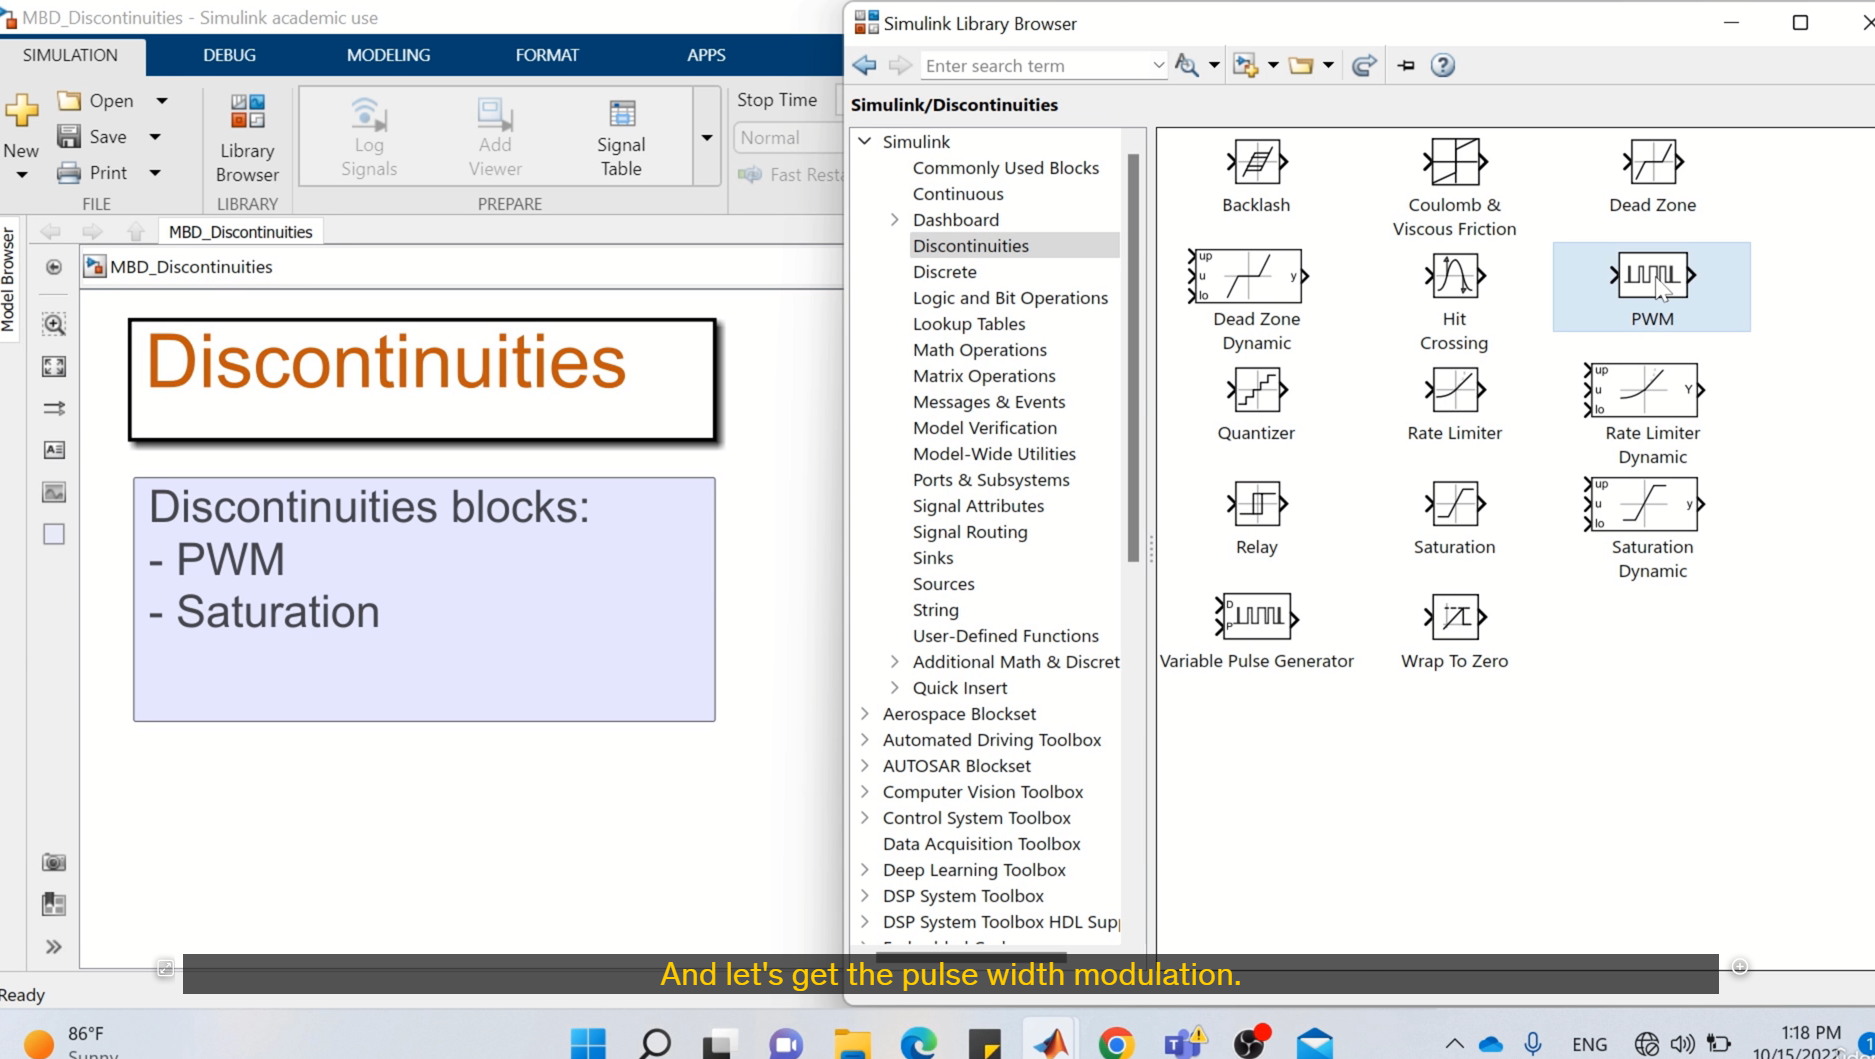 MBD_Discontinuities - Simulink academic use
SIMULATION
DEBUG
MODELING
FORMAT
APPS
New
Open
Save
Print
FILE
Library
Browser
LIBRARY
Log
Signals
Add
Viewer
Signal
Table
PREPARE
Stop Time
Normal
Fast
Model Browser
MBD_Discontinuities
MBD_Discontinuities
Discontinuities
Discontinuities blocks:
- PWM
- Saturation
Ready
Simulink Library Browser
Enter search term
Simulink/Discontinuities
Simulink
Commonly Used Blocks
Continuous
Dashboard
Discontinuities
Discrete
Logic and Bit Operations
Lookup Tables
Math Operations
Matrix Operations
Messages & Events
Model Verification
Model-Wide Utilities
Ports & Subsystems
Signal Attributes
Signal Routing
Sinks
Sources
String
User-Defined Functions
Additional Math & Discret
Quick Insert
Aerospace Blockset
Automated Driving Toolbox
AUTOSAR Blockset
Computer Vision Toolbox
Control System Toolbox
Data Acquisition Toolbox
Deep Learning Toolbox
DSP System Toolbox
DSP System Toolbox HDL
Backlash
Coulomb &
Viscous Friction
Dead Zone
up
u
lo
y
Dead Zone
Dynamic
Hit
Crossing
PWM
Quantizer
Rate Limiter
up
u
lo
Y
Rate Limiter
Dynamic
Relay
Saturation
up
u
lo
y
Saturation
Dynamic
D
P
Variable Pulse Generator
Wrap To Zero
And let's get the pulse width modulation.
86°F
Sunny
ENG
1:18 PM